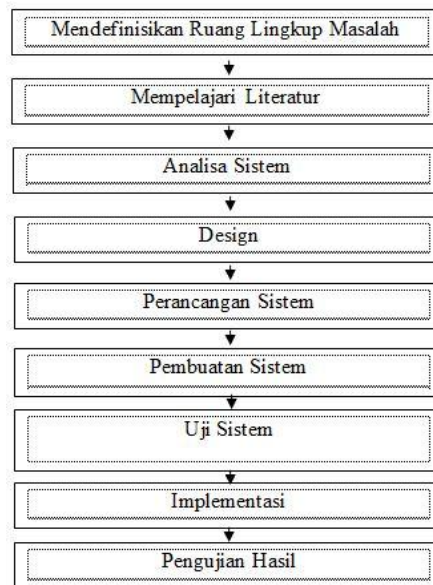 Mendefinisikan Ruang Lingkup Masalah
Mempelajari Literatur
Analisa Sistem
Design
Perancangan Sistem
Pembuatan Sistem
Uji Sistem
Implementasi
Pengujian Hasil